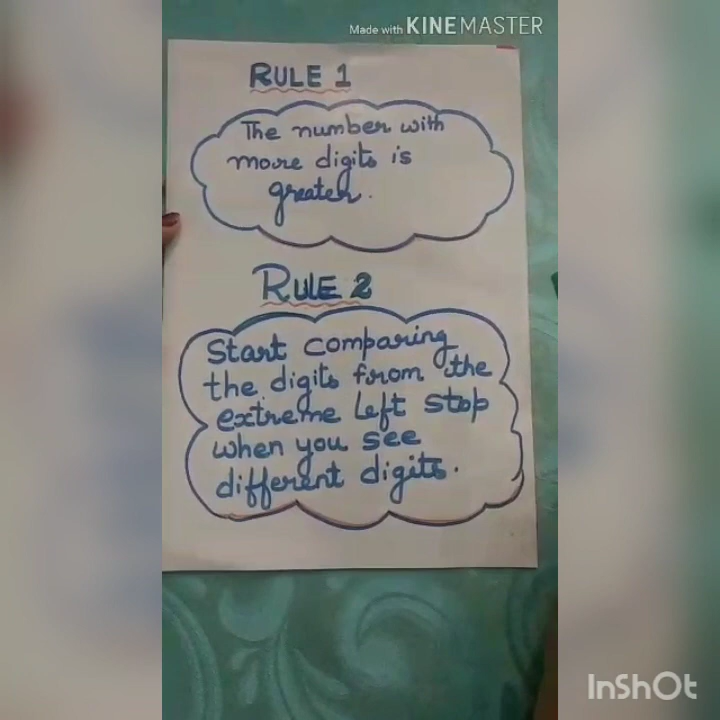 Made with KINEMASTER
RULE 1
The number with
more digits is
greater.
RULE 2
Start comparing
the digits from the
extreme left stop
when you see
different digits.
InShOt